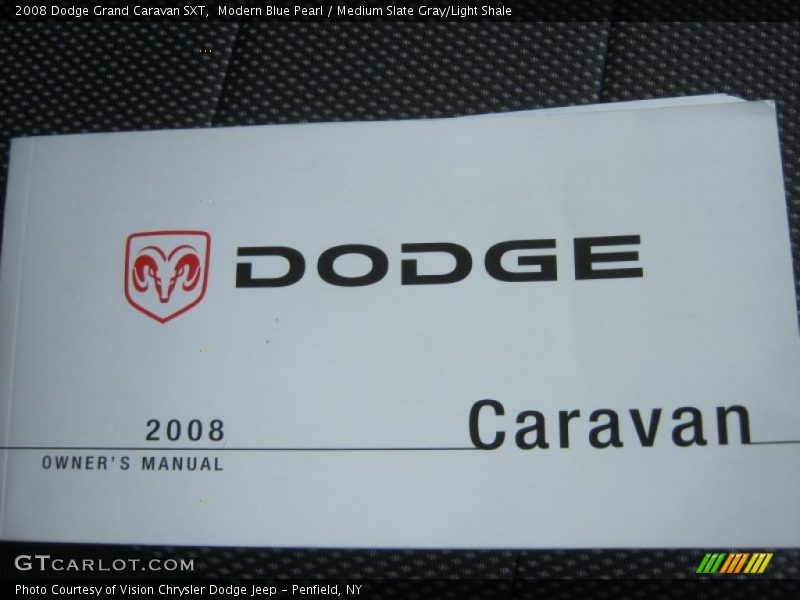 2008 Dodge Grand Caravan SXT,  Modern Blue Pearl / Medium Slate Gray/Light Shale
DODGE
2008
Caravan
OWNER'S MANUAL
GTCARLOT.COM
Photo Courtesy of Vision Chrysler Dodge Jeep - Penfield, NY